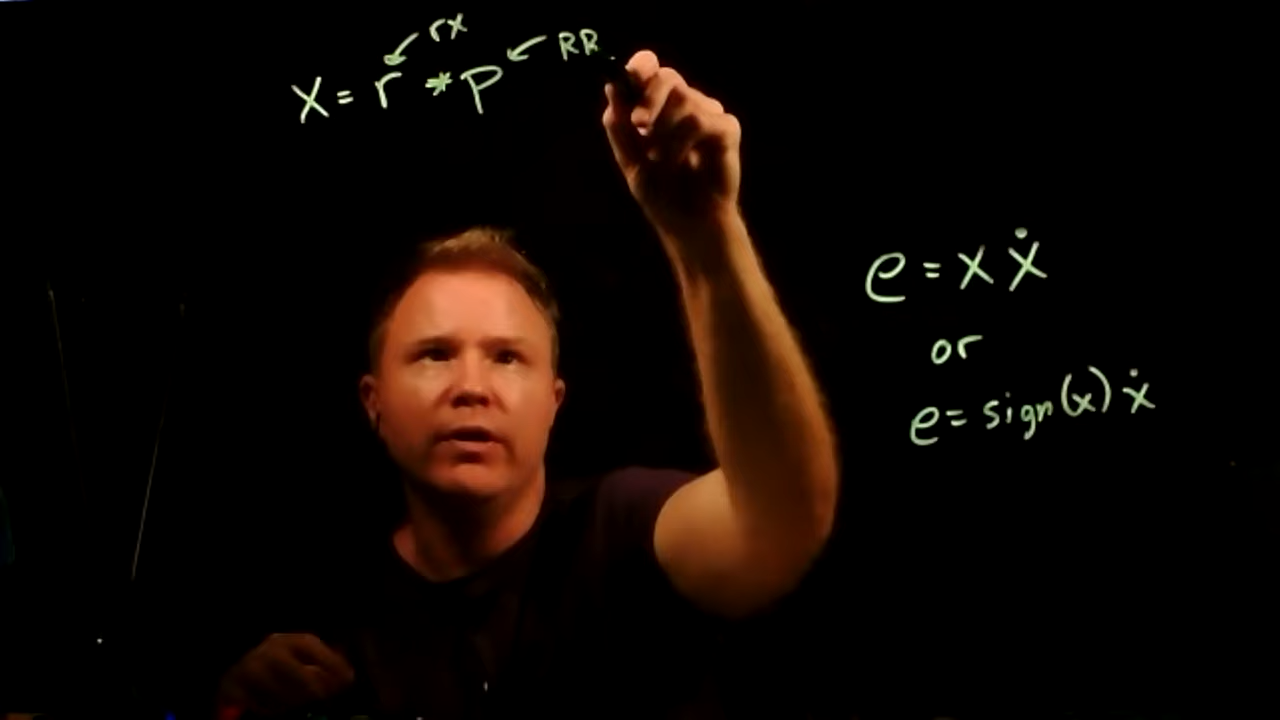 rx
RR
x = r * p
e = x ẋ
or
e = sign(x) ẋ